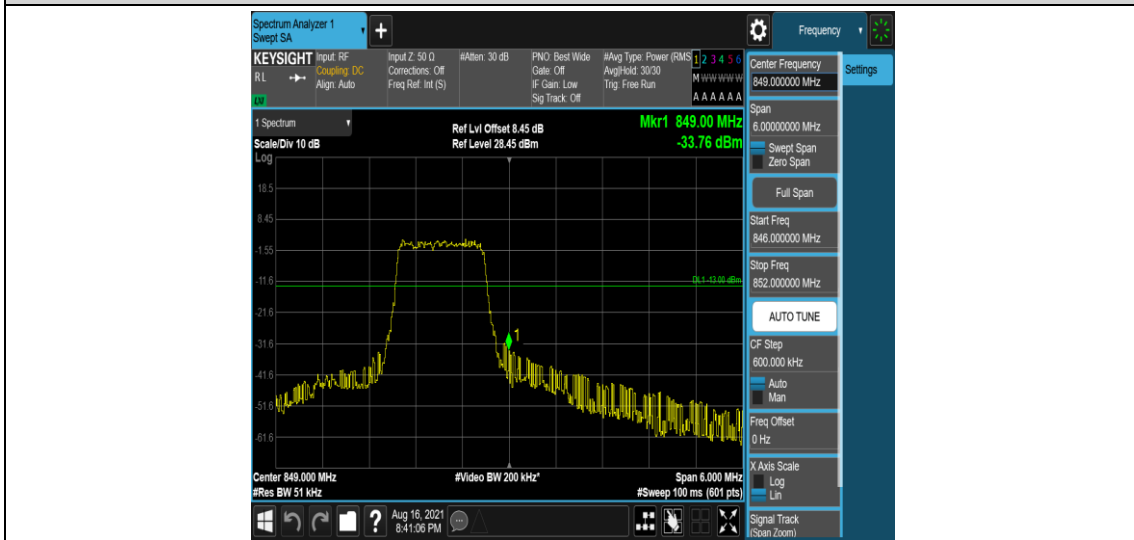 Spectrum Analyzer 1
Swept SA
+
Frequency
KEYSIGHT
RL
LXI
Input: RF
Coupling: DC
Align: Auto
Input Z: 50 Ω
Corrections: Off
Freq Ref: Int (S)
#Atten: 30 dB
PNO: Best Wide
Gate: Off
IF Gain: Low
Sig Track: Off
#Avg Type: Power (RMS
Avg|Hold: 30/30
Trig: Free Run
1 2 3 4 5 6
M W W W W W
A A A A A A
Center Frequency
849.000000 MHz
Settings
Span
6.00000000 MHz
Swept Span
Zero Span
Full Span
Start Freq
846.000000 MHz
Stop Freq
852.000000 MHz
AUTO TUNE
CF Step
600.000 kHz
Auto
Man
Freq Offset
0 Hz
X Axis Scale
Log
Lin
Signal Track
(Span Zoom)
1 Spectrum
Scale/Div 10 dB
Ref Lvl Offset 8.45 dB
Ref Level 28.45 dBm
Mkr1 849.00 MHz
-33.76 dBm
Log
18.5
8.45
-1.55
-11.6
DL1 -13.00 dBm
-21.6
-31.6
1
-41.6
-51.6
-61.6
Center 849.000 MHz
#Video BW 200 kHz*
Span 6.000 MHz
#Res BW 51 kHz
#Sweep 100 ms (601 pts)
?
Aug 16, 2021
8:41:06 PM